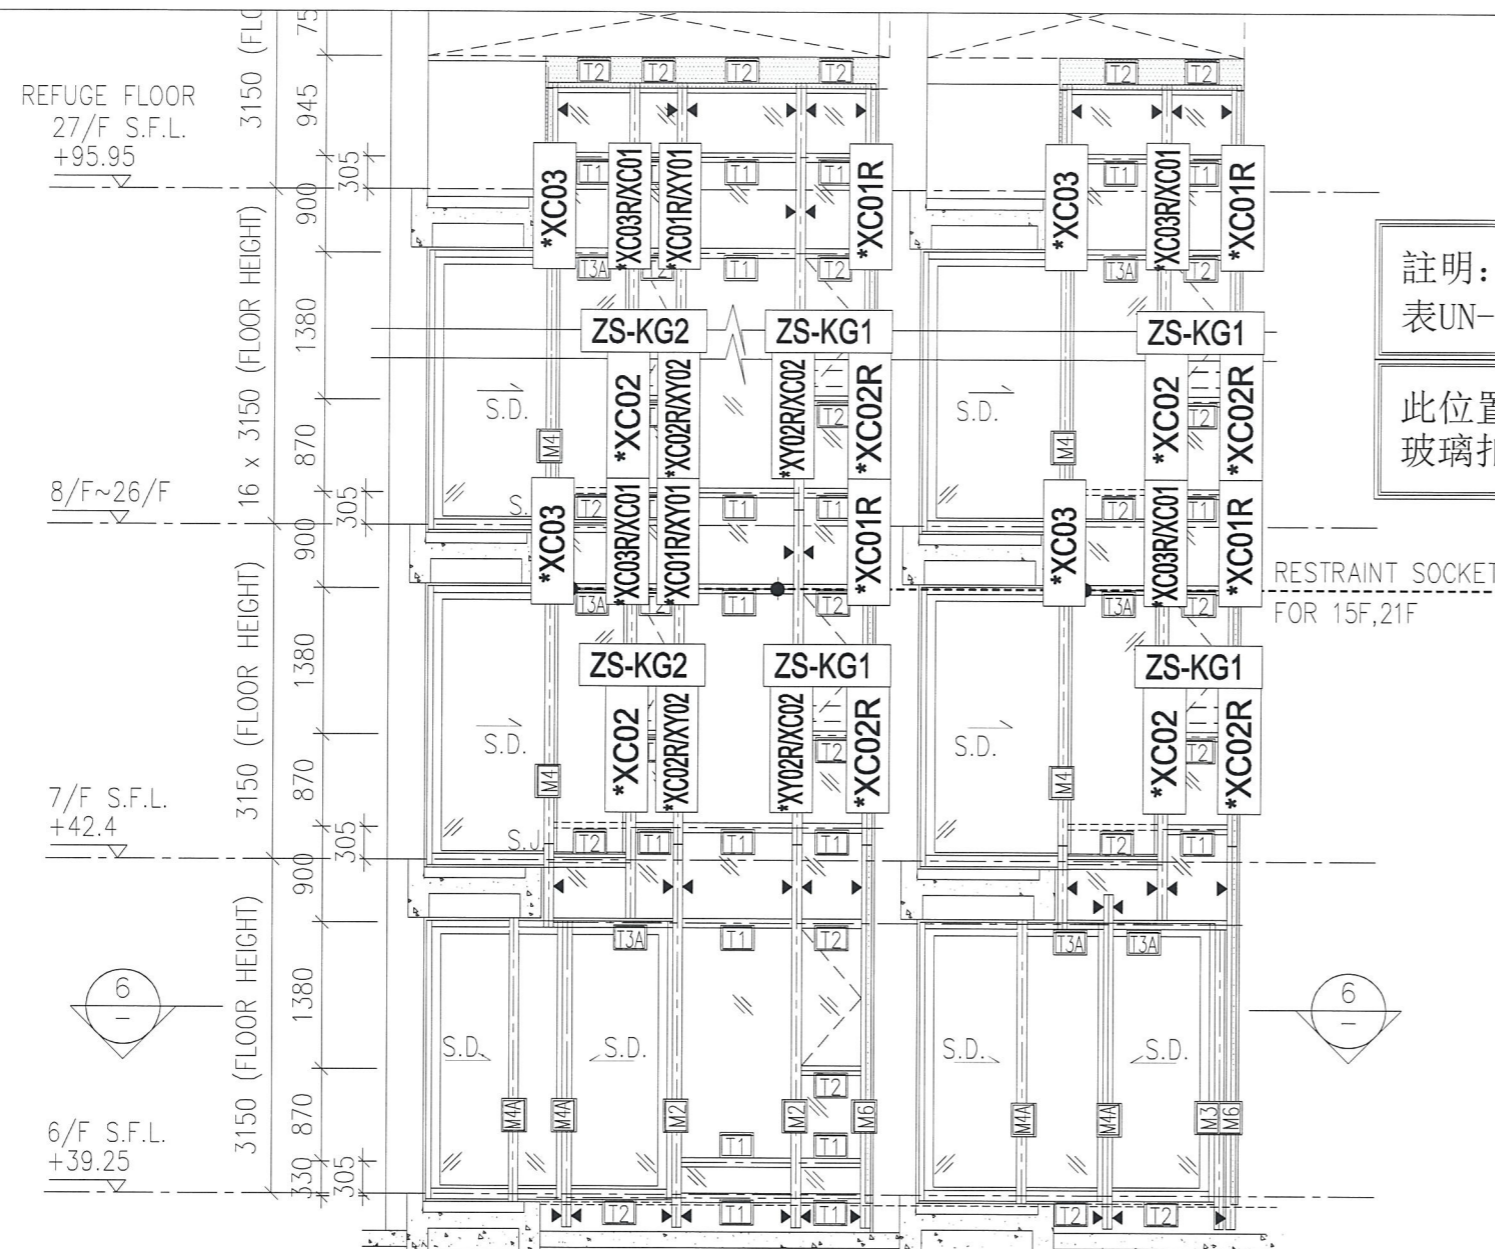 3150 (FLO
75
945
REFUGE FLOOR
27/F S.F.L.
+95.95
305
900
T2 T2 T2 T2 T2 T2
T1 T1 T1 T1
*XC03
*XC03R/XC01
*XC01R/XY01
*XC01R
*XC03
*XC03R/XC01
*XC01R
T3A T1 T2 T3A T2
註明:
表UN-
此位置
玻璃扣
16 x 3150 (FLOOR HEIGHT)
1380
870
305
900
8/F~26/F
ZS-KG2
ZS-KG1
ZS-KG1
S.D.
S.D.
M4
M4
*XC02
*XC02R/XY02
*XY02R/XC02
*XC02R
*XC02
*XC02R
T2
T2
T2 T1 T1 T2 T1
*XC03
*XC03R/XC01
*XC01R/XY01
*XC01R
*XC03
*XC03R/XC01
*XC01R
RESTRAINT SOCKET
FOR 15F,21F
T3A T1 T2 T3A T2
3150 (FLOOR HEIGHT)
1380
870
305
900
7/F S.F.L.
+42.4
ZS-KG2
ZS-KG1
ZS-KG1
S.D.
S.D.
M4
M4
*XC02
*XC02R/XY02
*XY02R/XC02
*XC02R
*XC02
*XC02R
T2
T2
T2 T1 T1 T1 T2 T1
3150 (FLOOR HEIGHT)
1380
870
330
305
T3A T1 T2 T3A T3A
6
–
6
–
S.D. S.D. S.D. S.D.
T2
M4A M4A M2 M2 M6 M4A M4A M3 M6
6/F S.F.L.
+39.25
T1 T1
T2 T1 T1 T2 T2